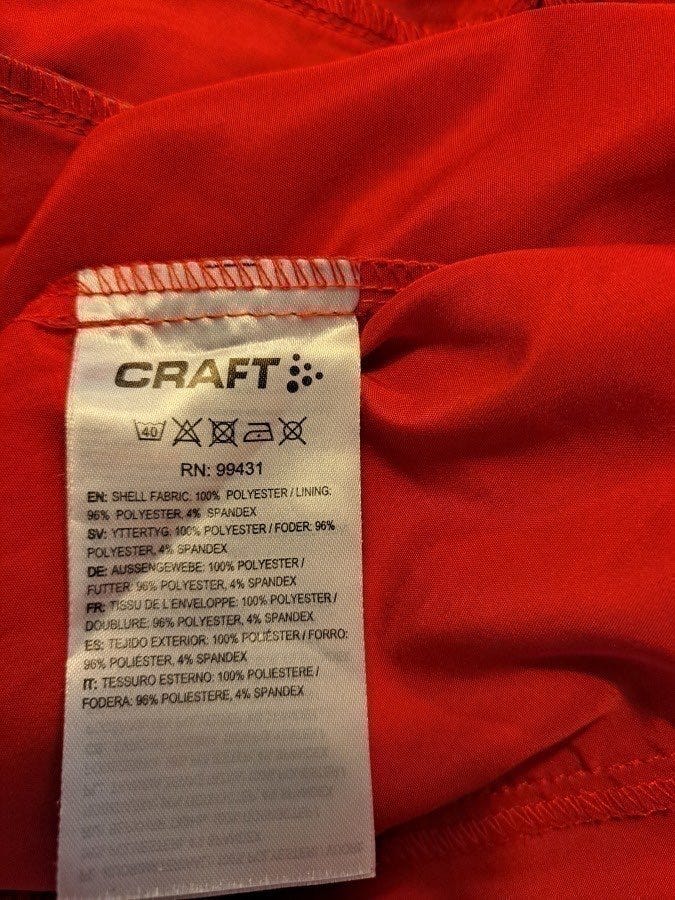 CRAFT
40
RN: 99431
EN: SHELL FABRIC: 100% POLYESTER / LINING:
96% POLYESTER, 4% SPANDEX
SV: YTTERTYG: 100% POLYESTER / FODER: 96%
POLYESTER, 4% SPANDEX
DE: AUSSENGEWEBE: 100% POLYESTER /
FUTTER: 96% POLYESTER, 4% SPANDEX
FR: TISSU DE L'ENVELOPPE: 100% POLYESTER /
DOUBLURE: 96% POLYESTER, 4% SPANDEX
ES: TEJIDO EXTERIOR: 100% POLIÉSTER / FORRO:
96% POLIÉSTER, 4% SPANDEX
IT: TESSURO ESTERNO: 100% POLIESTERE /
FODERA: 96% POLIESTERE, 4% SPANDEX